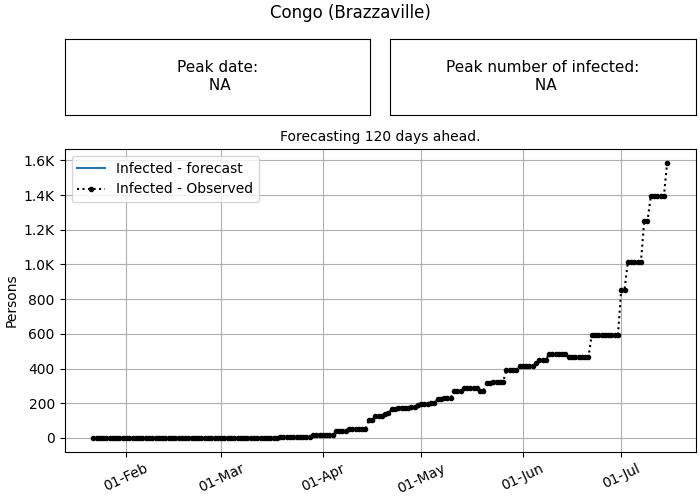 Congo (Brazzaville)
Peak date:
NA
Peak number of infected:
NA
Forecasting 120 days ahead.
Infected - forecast
Infected - Observed
Persons
1.6K
1.4K
1.2K
1.0K
800
600
400
200
0
01-Feb
01-Mar
01-Apr
01-May
01-Jun
01-Jul